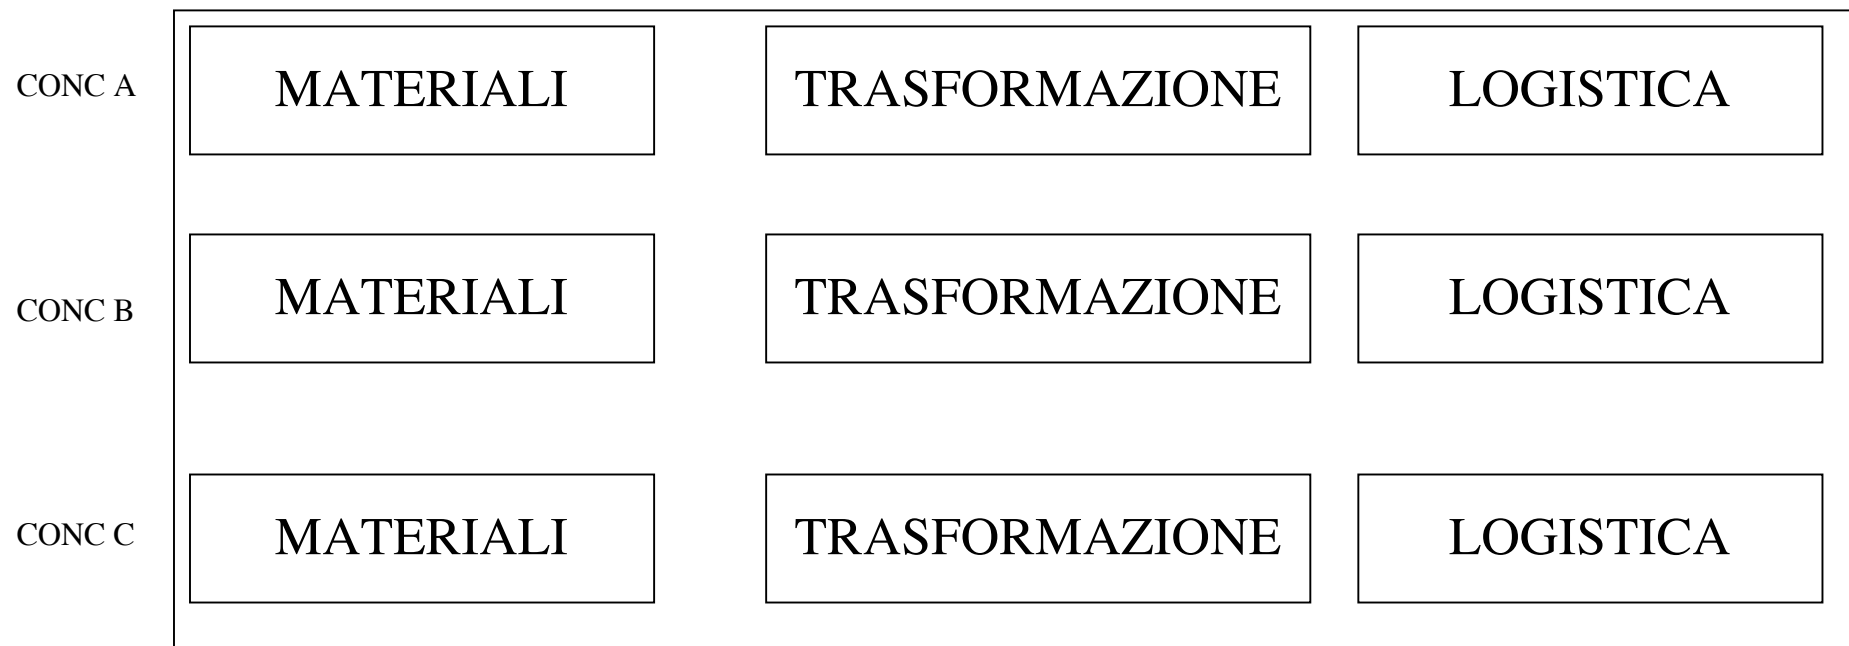 CONC A MATERIALI TRASFORMAZIONE LOGISTICA
CONC B MATERIALI TRASFORMAZIONE LOGISTICA
CONC C MATERIALI TRASFORMAZIONE LOGISTICA